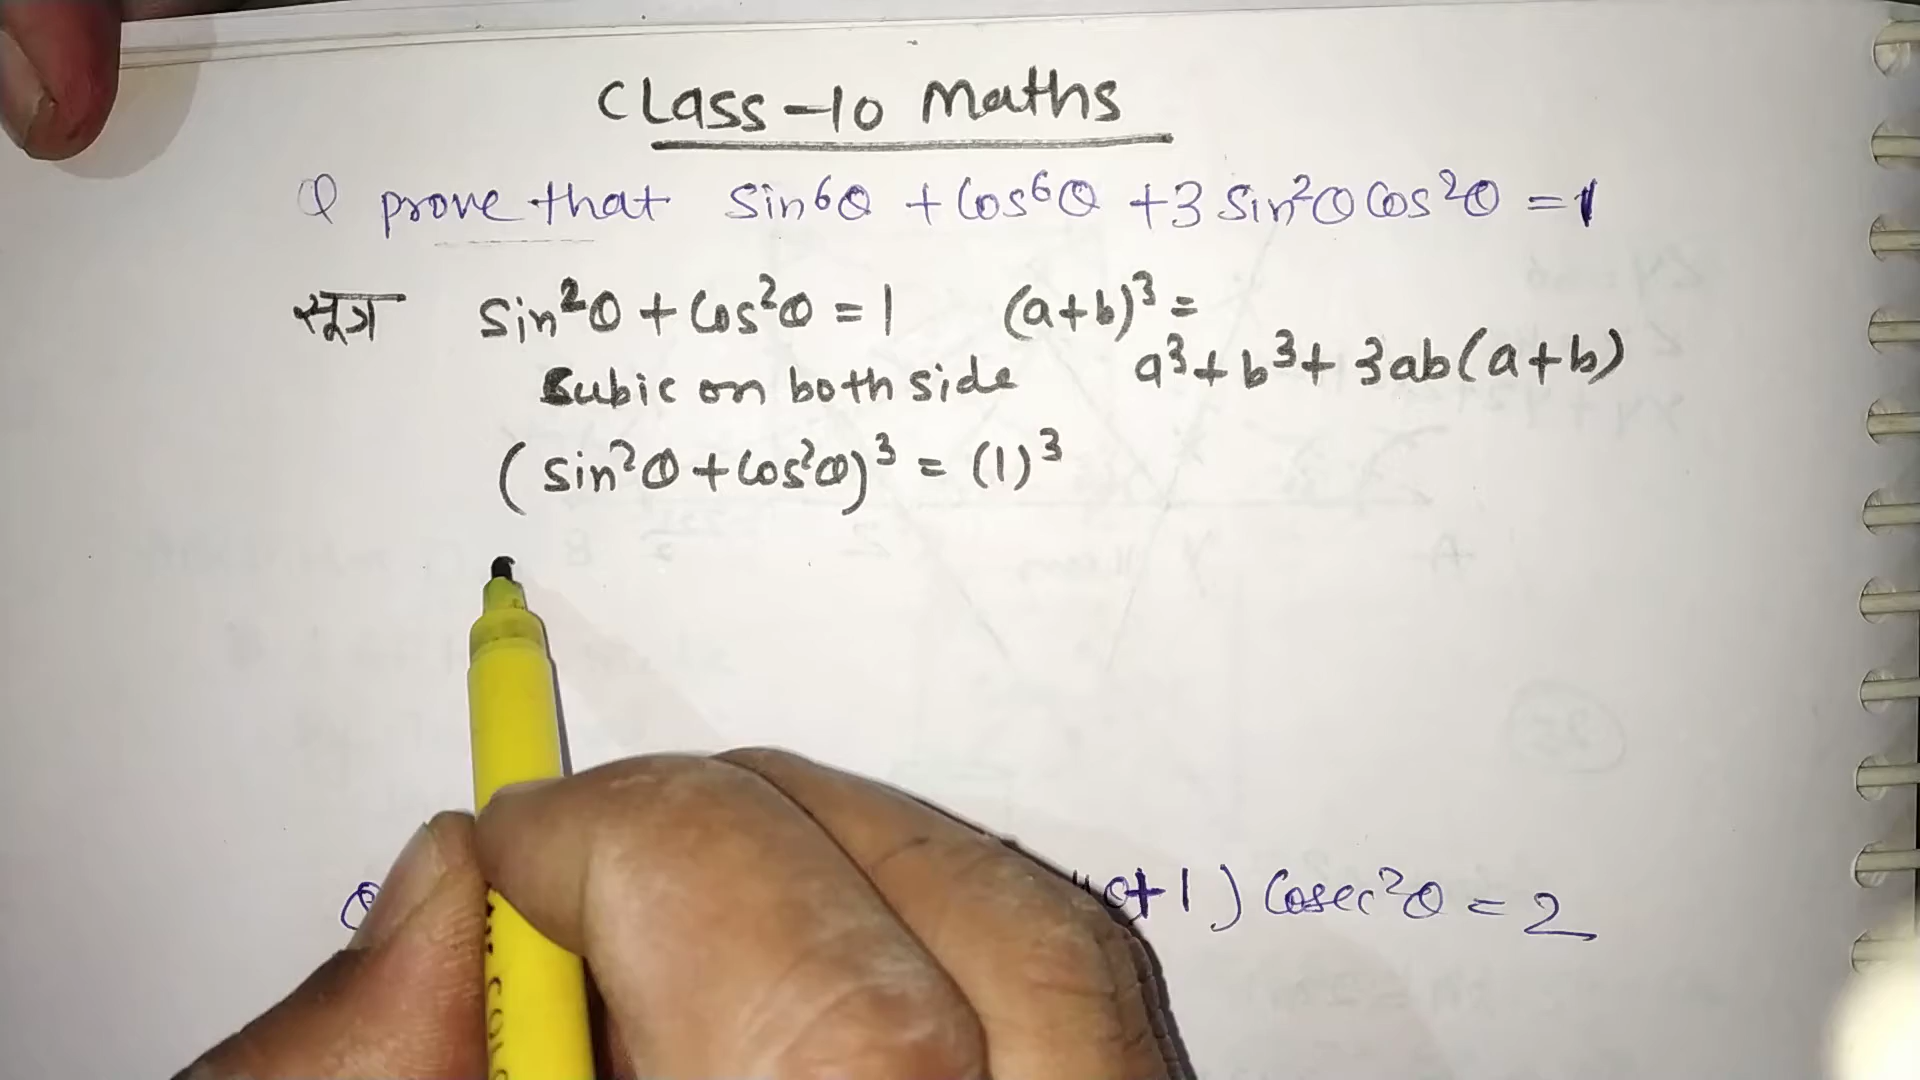 Class-10 Maths
Q prove that sin⁶θ + Cos⁶θ + 3 Sin²θ Cos²θ = 1
सूत्र sin²θ + Cos²θ = 1 (a+b)³ =
a³ + b³ + 3ab(a+b)
Cubic on both side
(sin²θ + Cos²θ)³ = (1)³
+1) Cosec²θ = 2